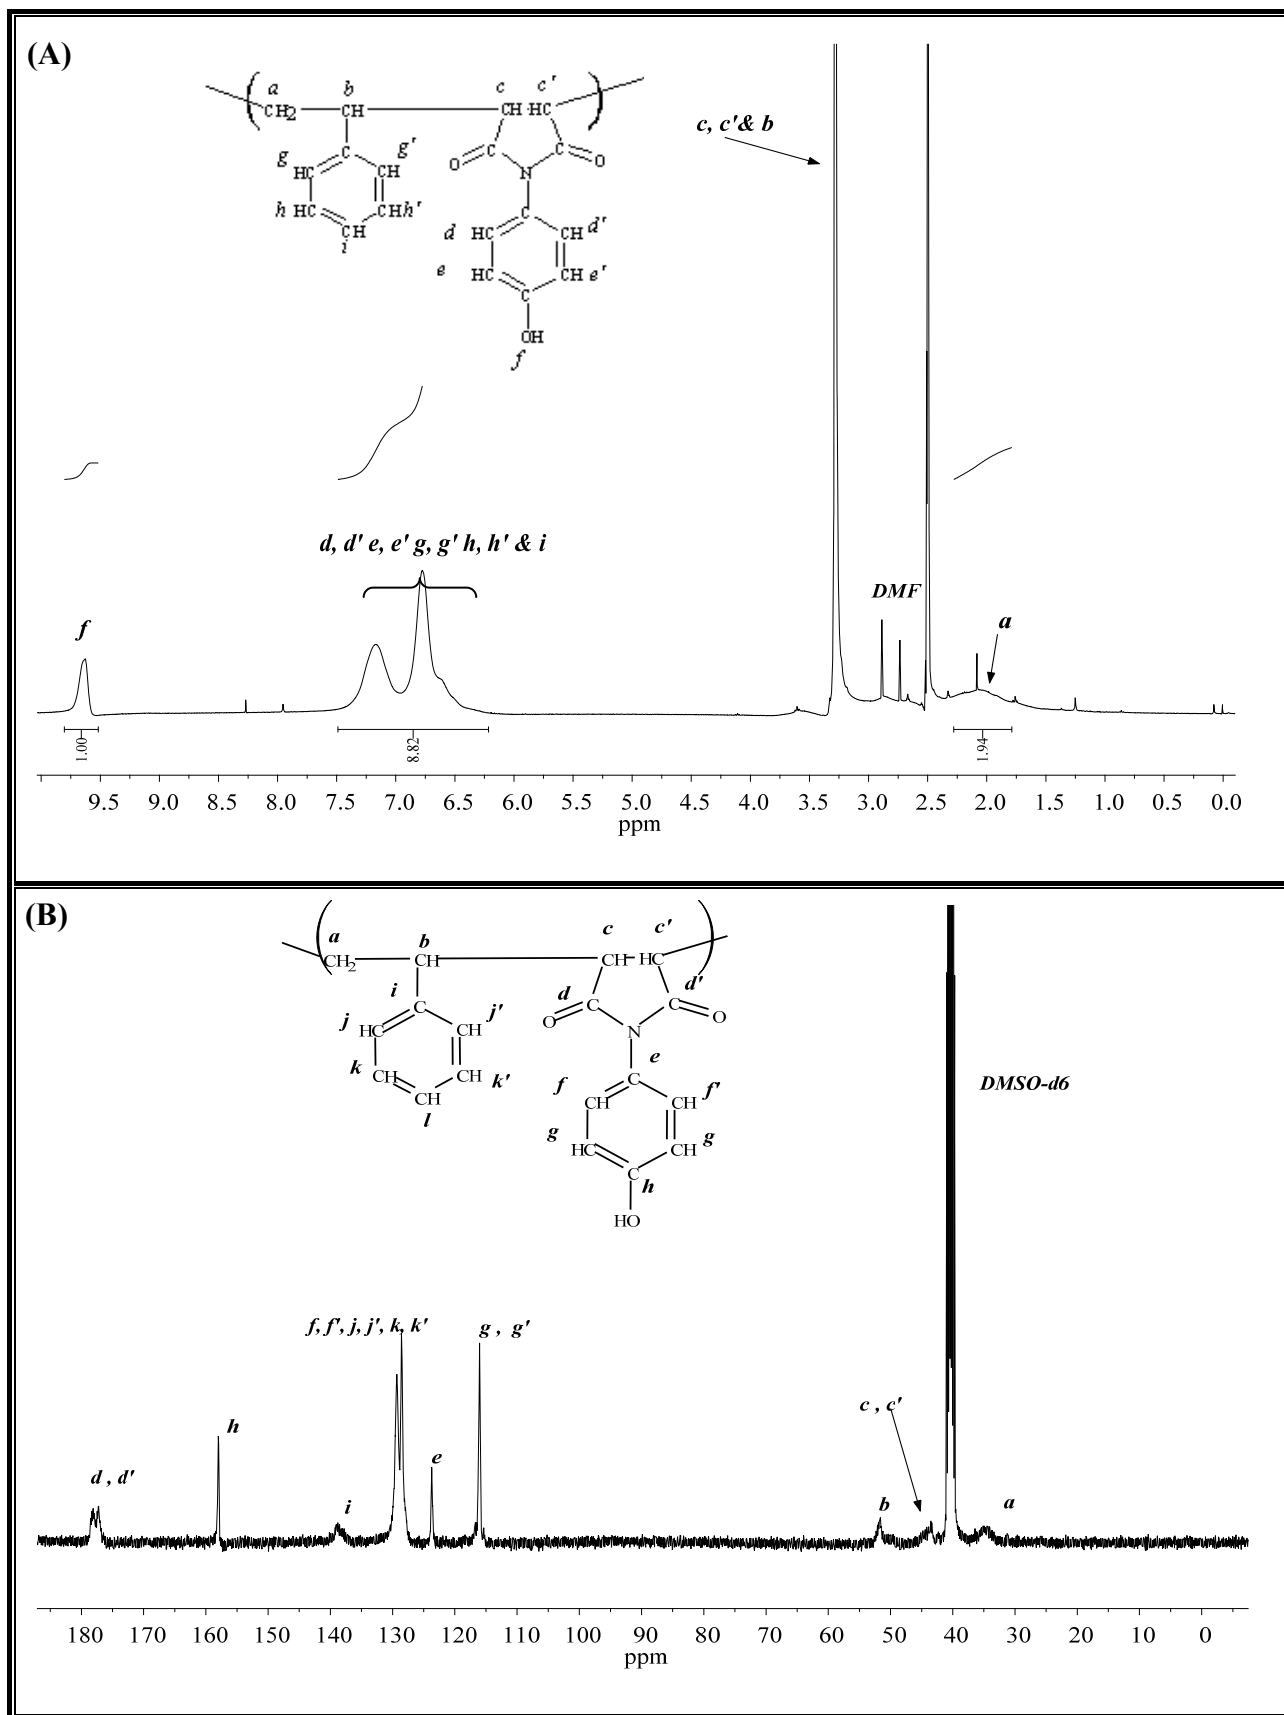 (A)
a b c c'
CH2 CH CH HC
c, c'& b
g C g' C C
HC CH O N O
h HC CH h' C
CH d HC CH d'
i e HC CH e'
C
OH
f
d, d' e, e' g, g' h, h' & i
DMF
f a
1.00 8.82 1.94
9.5 9.0 8.5 8.0 7.5 7.0 6.5 6.0 5.5 5.0 4.5 4.0 3.5 3.0 2.5 2.0 1.5 1.0 0.5 0.0
ppm
(B)
a b c c'
CH2 CH CH HC
i d d'
j C j' C C
HC CH O N O
k CH CH k' e
CH f C f'
l CH CH
g HC CH g
C
h
HO
DMSO-d6
f, f', j, j', k, k' g , g'
c , c'
h
d , d' i e b a
180 170 160 150 140 130 120 110 100 90 80 70 60 50 40 30 20 10 0
ppm